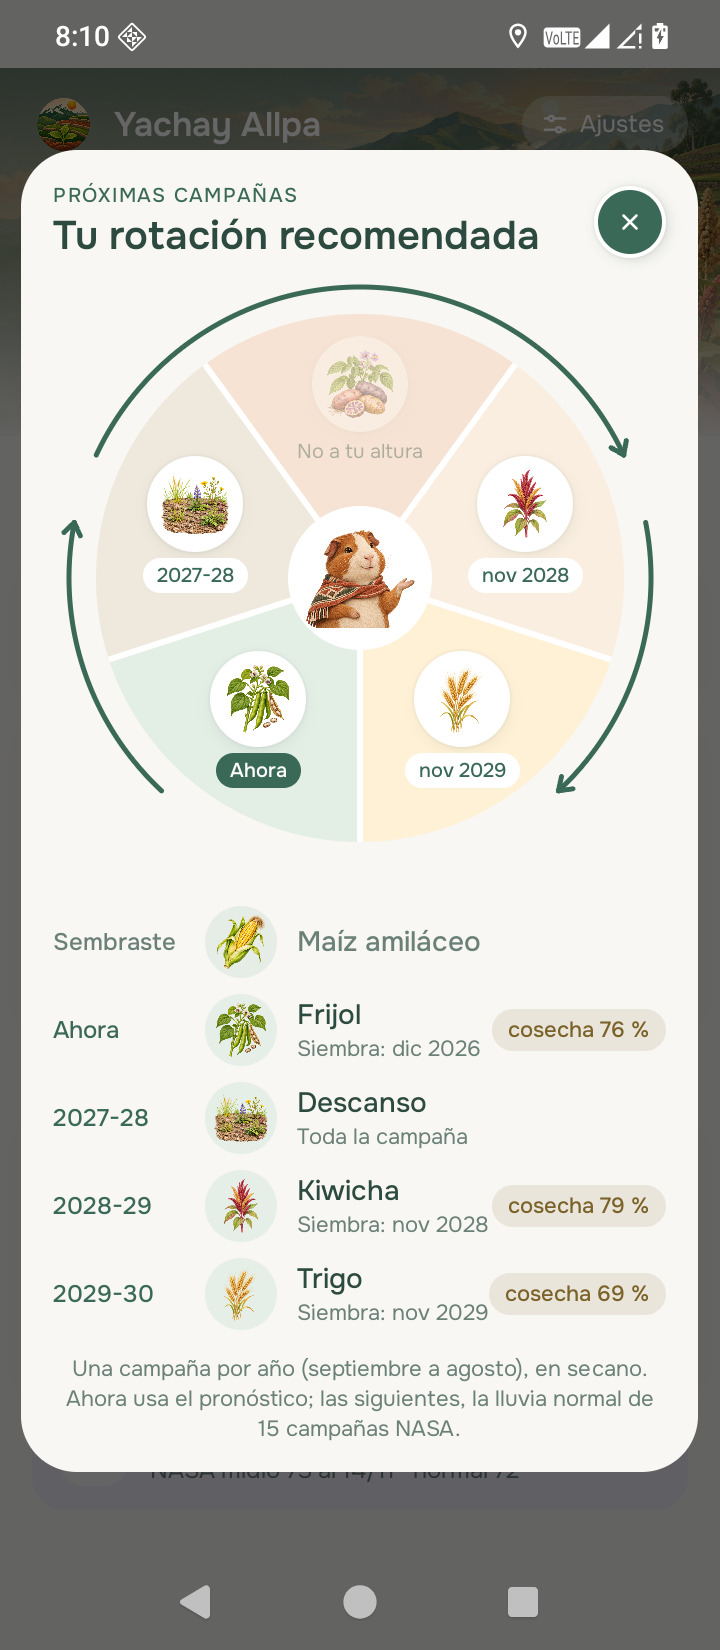 8:10
VoLTE
Yachay Allpa
Ajustes
PRÓXIMAS CAMPAÑAS
Tu rotación recomendada
No a tu altura
2027-28
nov 2028
Ahora
nov 2029
Sembraste
Maíz amiláceo
Ahora
Frijol
Siembra: dic 2026
cosecha 76 %
2027-28
Descanso
Toda la campaña
2028-29
Kiwicha
Siembra: nov 2028
cosecha 79 %
2029-30
Trigo
Siembra: nov 2029
cosecha 69 %
Una campaña por año (septiembre a agosto), en secano.
Ahora usa el pronóstico; las siguientes, la lluvia normal de
15 campañas NASA.